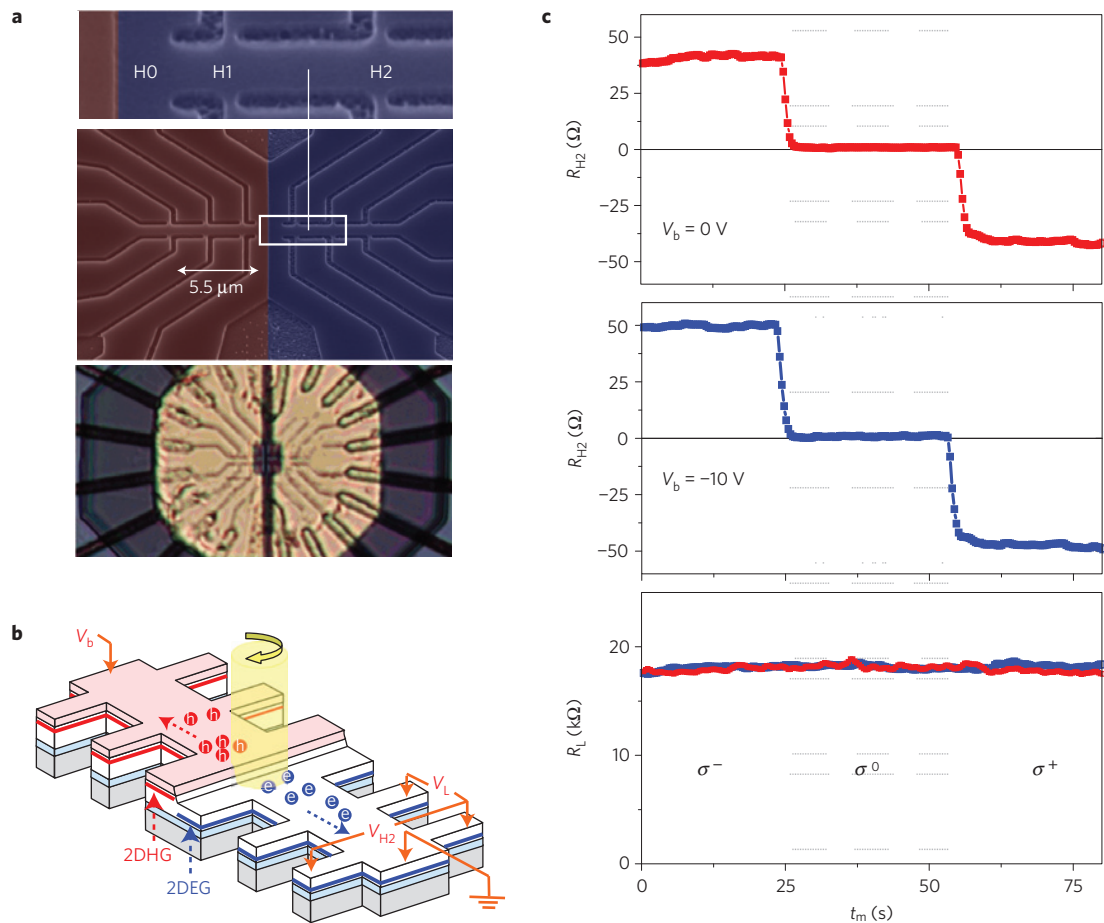 a
H0 H1 H2
5.5 μm
b
V_b
h h
h
h h
h
e e
e e
e e
V_L
V_H2
2DHG
2DEG
c
50
25
0
−25
−50
R_H2 (Ω)
V_b = 0 V
50
25
0
−25
−50
R_H2 (Ω)
V_b = −10 V
20
10
0
R_L (kΩ)
σ⁻ σ⁰ σ⁺
0 25 50 75
t_m (s)